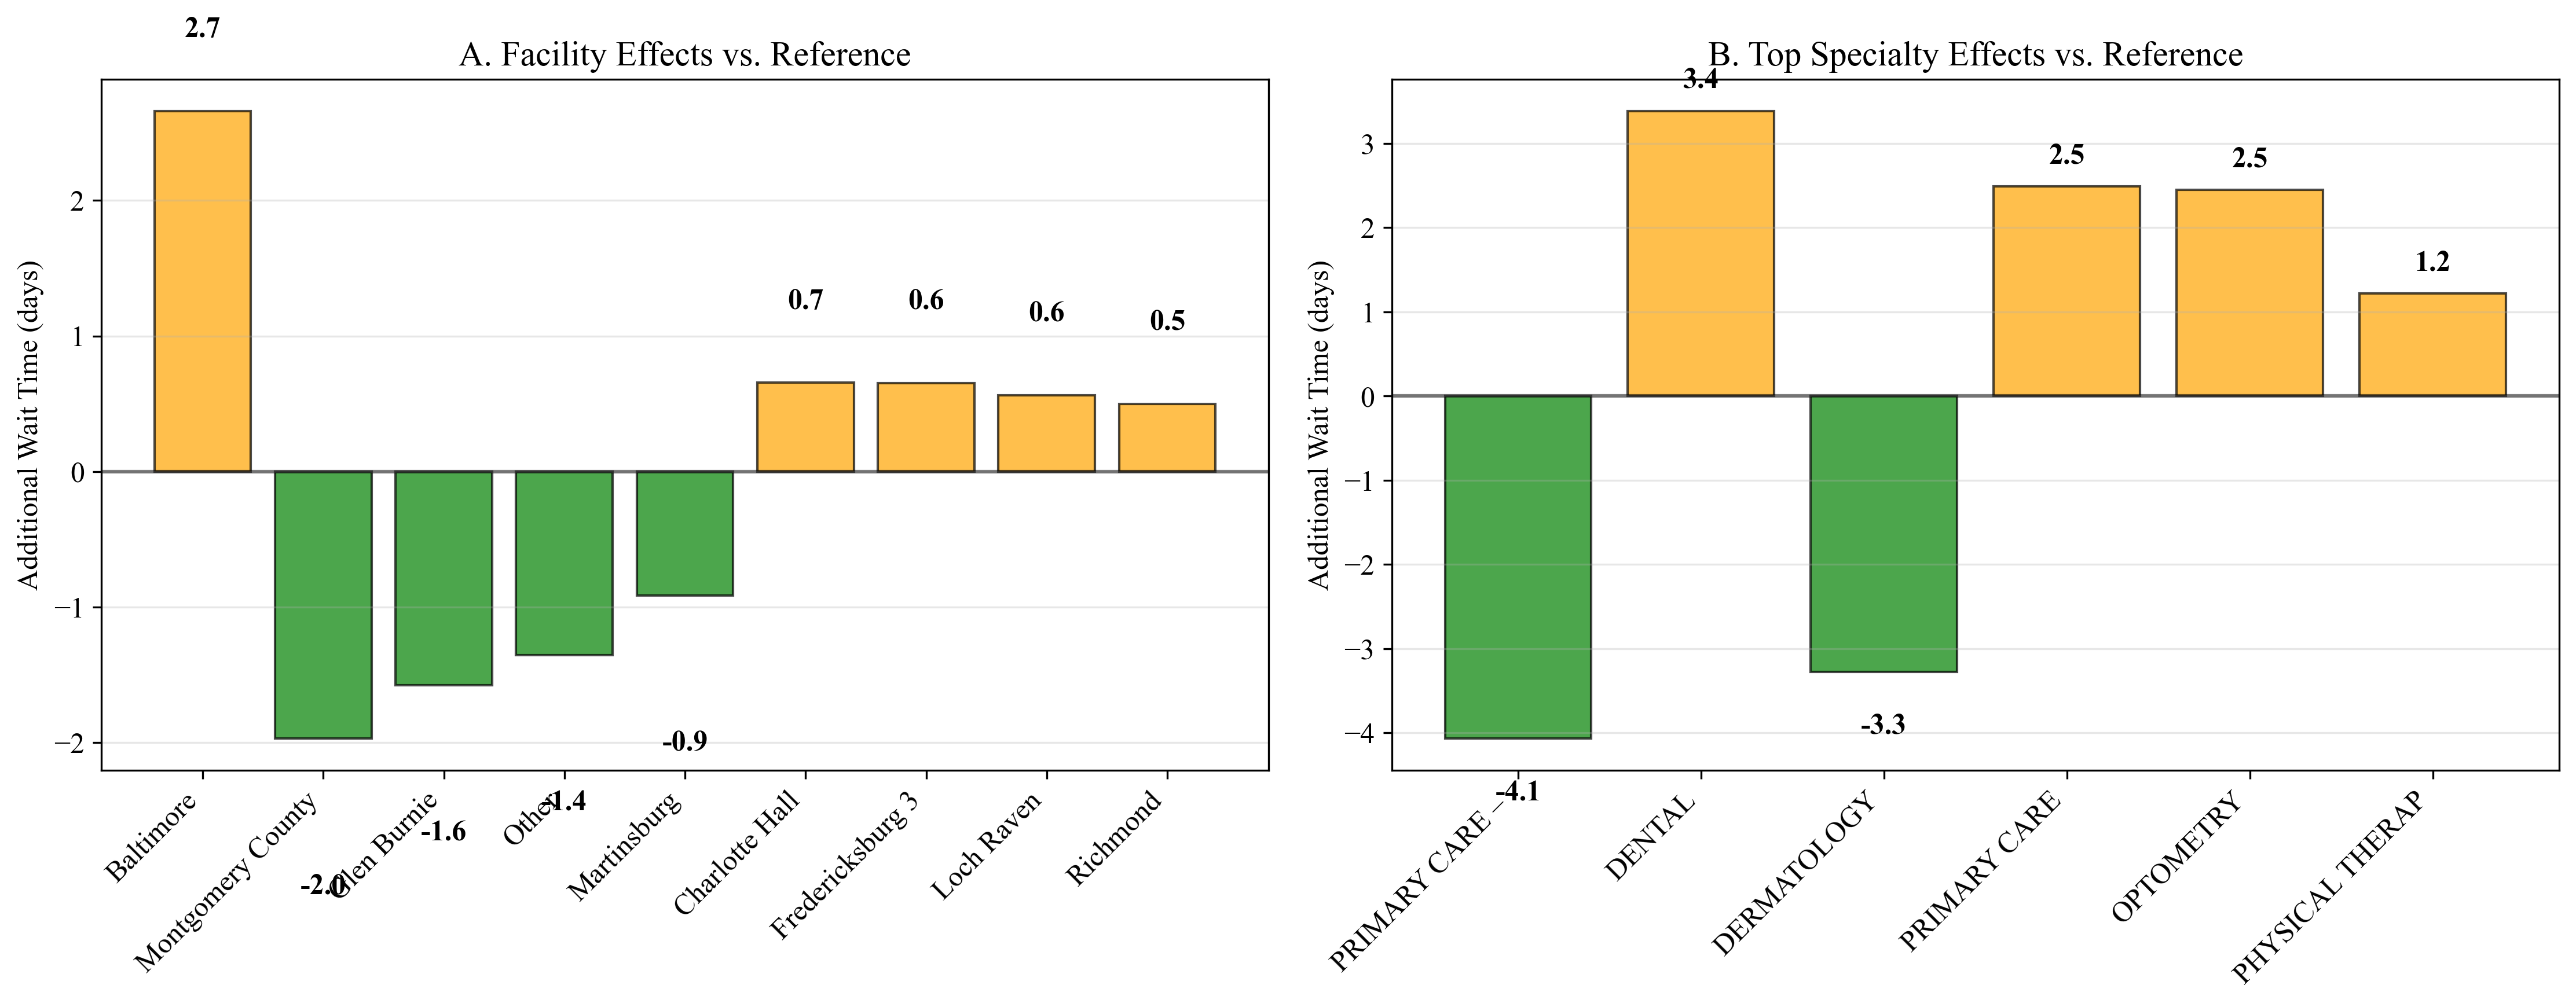 A. Facility Effects vs. Reference
2.7
Additional Wait Time (days)
2
1
0
−1
−2
0.7
0.6
0.6
0.5
-0.9
-1.4
-1.6
-2.0
Baltimore
Montgomery County
Glen Burnie
Other
Martinsburg
Charlotte Hall
Fredericksburg 3
Loch Raven
Richmond
B. Top Specialty Effects vs. Reference
3.4
Additional Wait Time (days)
3
2
1
0
−1
−2
−3
−4
2.5
2.5
1.2
-3.3
-4.1
PRIMARY CARE –
DENTAL
DERMATOLOGY
PRIMARY CARE
OPTOMETRY
PHYSICAL THERAP